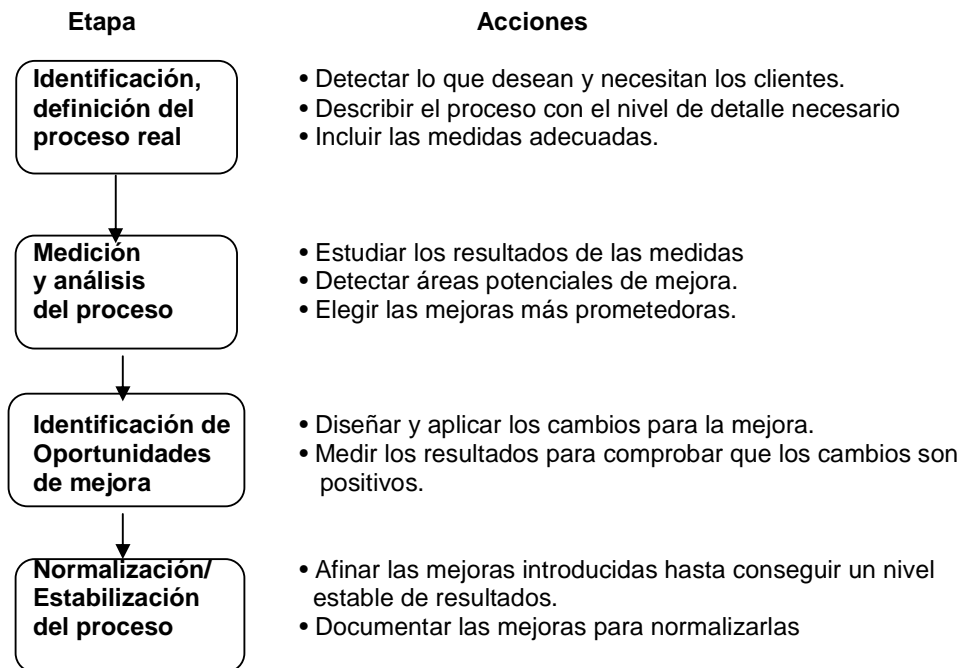 Etapa Acciones
Identificación,
definición del
proceso real
• Detectar lo que desean y necesitan los clientes.
• Describir el proceso con el nivel de detalle necesario
• Incluir las medidas adecuadas.
Medición
y análisis
del proceso
• Estudiar los resultados de las medidas
• Detectar áreas potenciales de mejora.
• Elegir las mejoras más prometedoras.
Identificación de
Oportunidades
de mejora
• Diseñar y aplicar los cambios para la mejora.
• Medir los resultados para comprobar que los cambios son
positivos.
Normalización/
Estabilización
del proceso
• Afinar las mejoras introducidas hasta conseguir un nivel
estable de resultados.
• Documentar las mejoras para normalizarlas